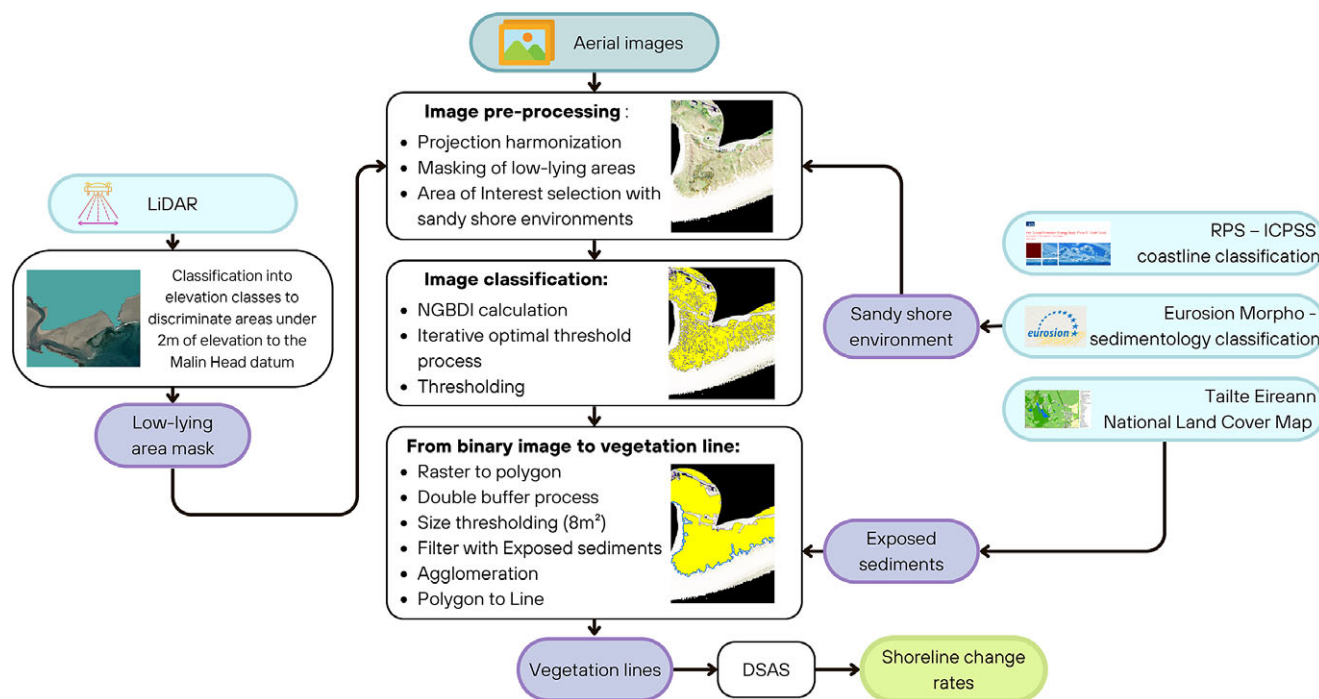 Aerial images
Image pre-processing :
• Projection harmonization
• Masking of low-lying areas
• Area of Interest selection with
sandy shore environments
LiDAR
Classification into
elevation classes to
discriminate areas under
2m of elevation to the
Malin Head datum
Low-lying
area mask
Image classification:
• NGBDI calculation
• Iterative optimal threshold
process
• Thresholding
RPS – ICPSS
coastline classification
Sandy shore
environment
eurosion
Eurosion Morpho -
sedimentology classification
Tailte Eireann
National Land Cover Map
From binary image to vegetation line:
• Raster to polygon
• Double buffer process
• Size thresholding (8m²)
• Filter with Exposed sediments
• Agglomeration
• Polygon to Line
Exposed
sediments
Vegetation lines
DSAS
Shoreline change
rates